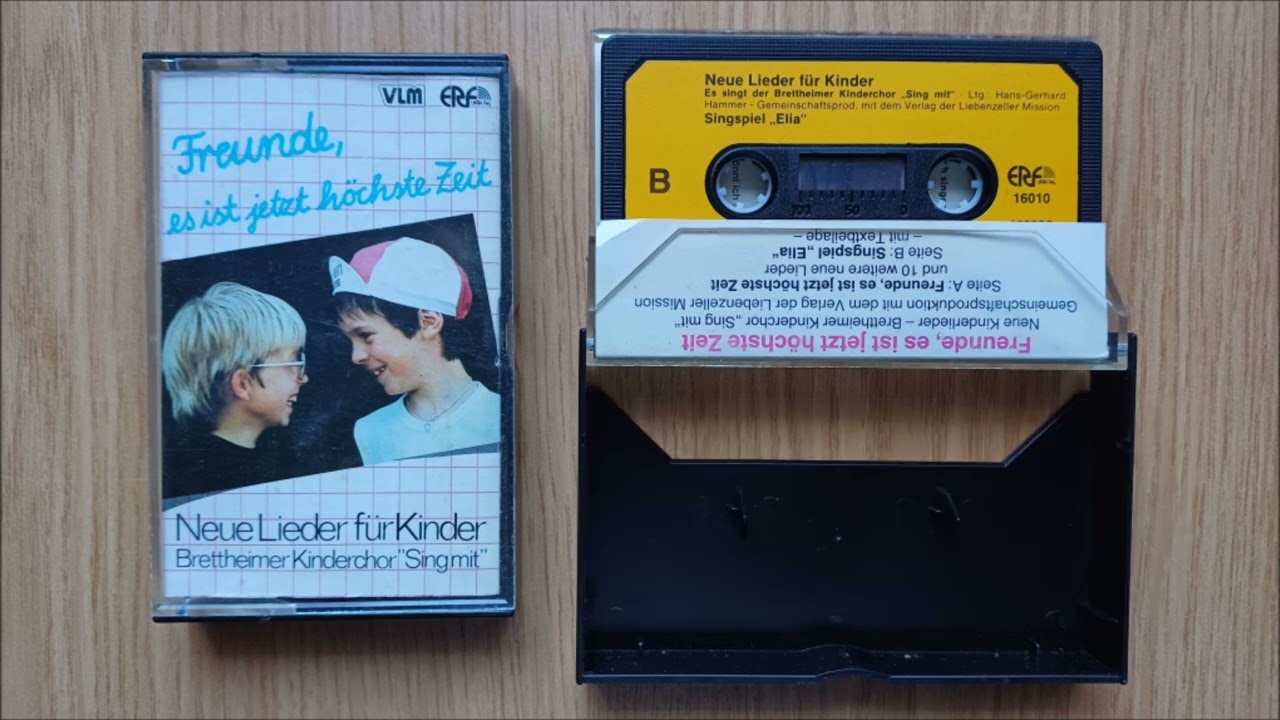 VLM ERF
Freunde,
es ist jetzt höchste Zeit
Neue Lieder für Kinder
Brettheimer Kinderchor "Sing mit"
Neue Lieder für Kinder
Es singt der Brettheimer Kinderchor „Sing mit" · Ltg.: Hans-Gerhard
Hammer - Gemeinschaftsprod. mit dem Verlag der Liebenzeller Mission
Singspiel „Elia"
B
ERF
16010
100 50 0
Freunde, es ist jetzt höchste Zeit
Neue Kinderlieder – Brettheimer Kinderchor „Sing mit"
Gemeinschaftsproduktion mit dem Verlag der Liebenzeller Mission
Seite A: Freunde, es ist jetzt höchste Zeit
und 10 weitere neue Lieder
Seite B: Singspiel „Elia"
– mit Textbeilage –